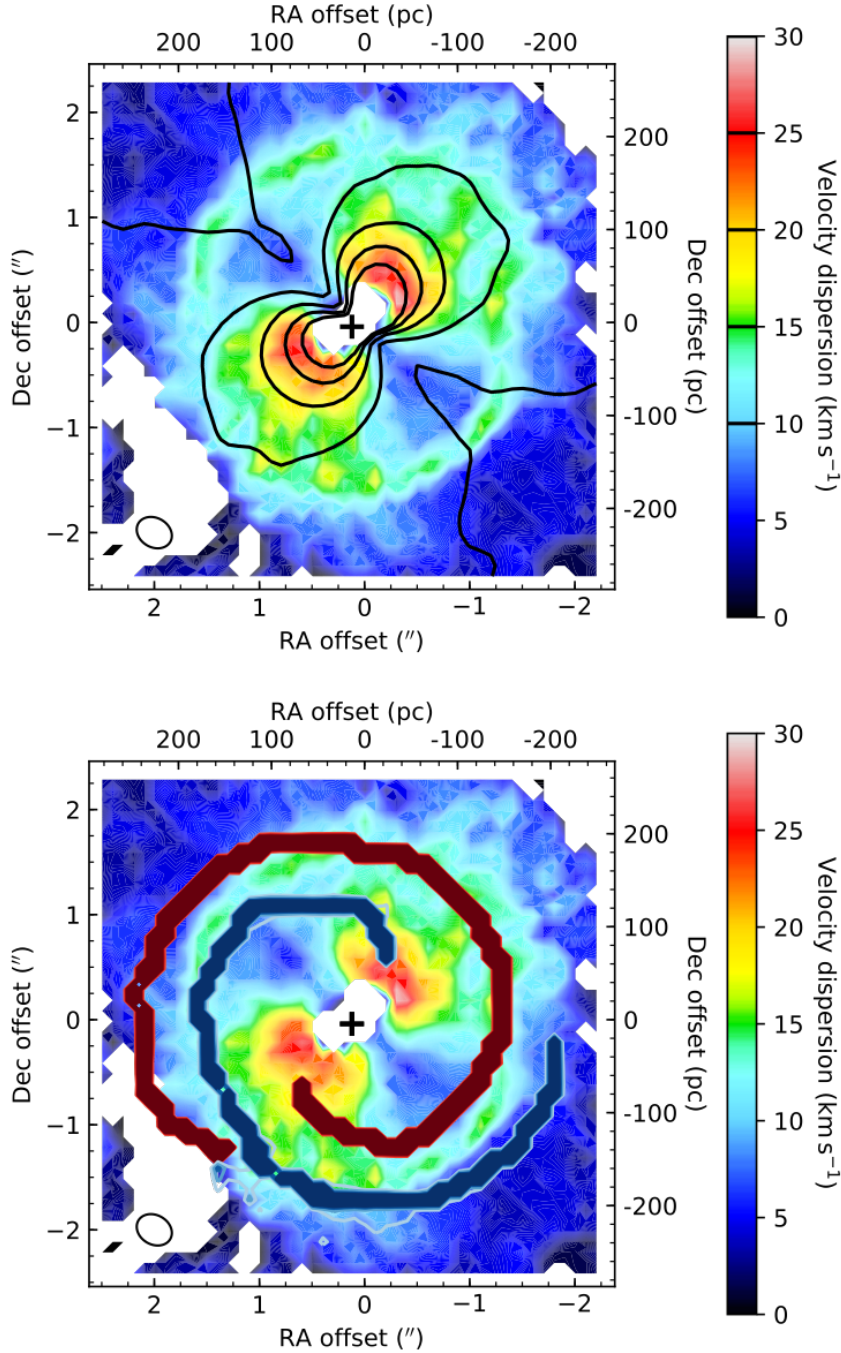 RA offset (pc)
200 100 0 -100 -200
30
25
20
15
10
5
0
Velocity dispersion (km s−1)
2
1
0
−1
−2
Dec offset (″)
200
100
0
-100
-200
Dec offset (pc)
2 1 0 −1 −2
RA offset (″)
RA offset (pc)
200 100 0 -100 -200
30
25
20
15
10
5
0
Velocity dispersion (km s−1)
2
1
0
−1
−2
Dec offset (″)
200
100
0
-100
-200
Dec offset (pc)
2 1 0 −1 −2
RA offset (″)